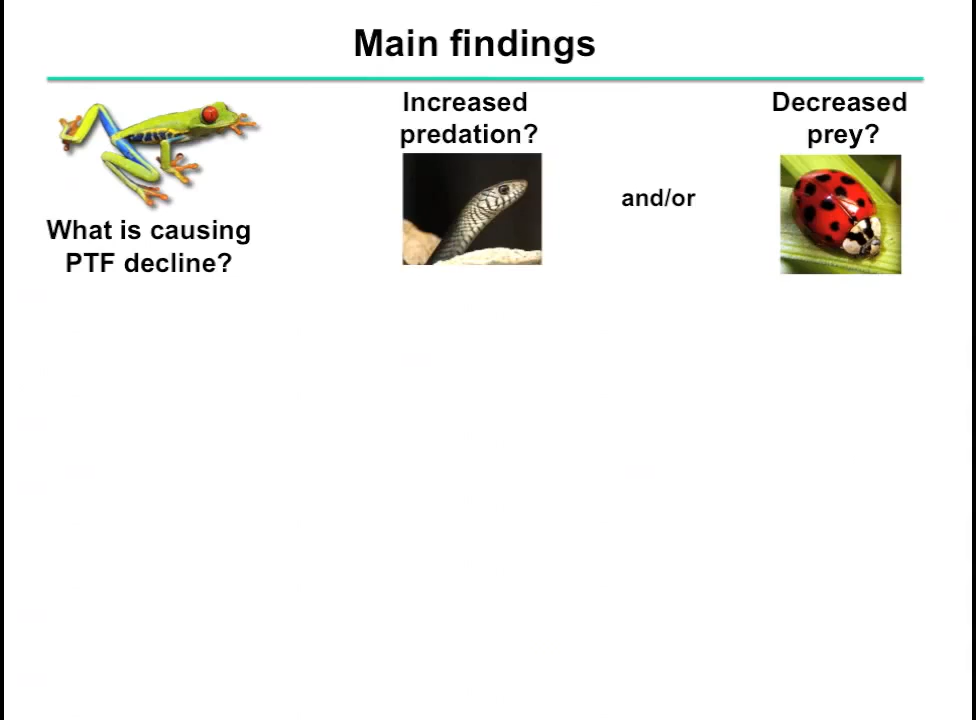 Main findings
Increased
predation?
Decreased
prey?
and/or
What is causing
PTF decline?